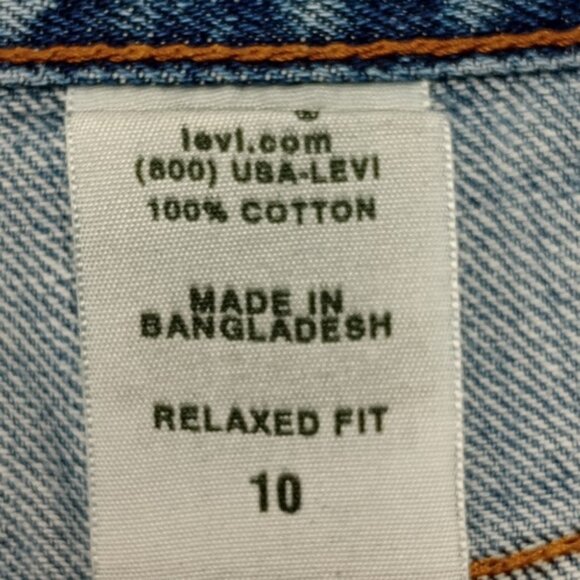 levi.com
(800) USA-LEVI
100% COTTON
MADE IN
BANGLADESH
RELAXED FIT
10